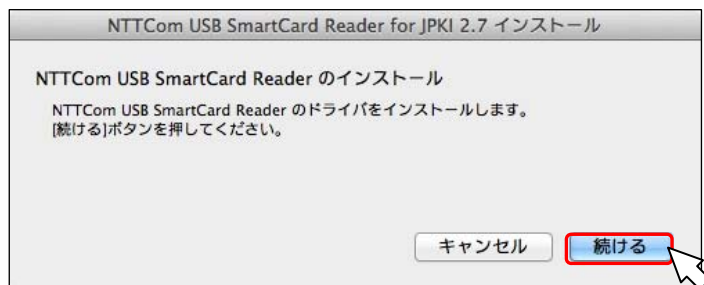 NTTCom USB SmartCard Reader for JPKI 2.7 インストール
NTTCom USB SmartCard Reader のインストール
NTTCom USB SmartCard Reader のドライバをインストールします。
[続ける]ボタンを押してください。
キャンセル 続ける